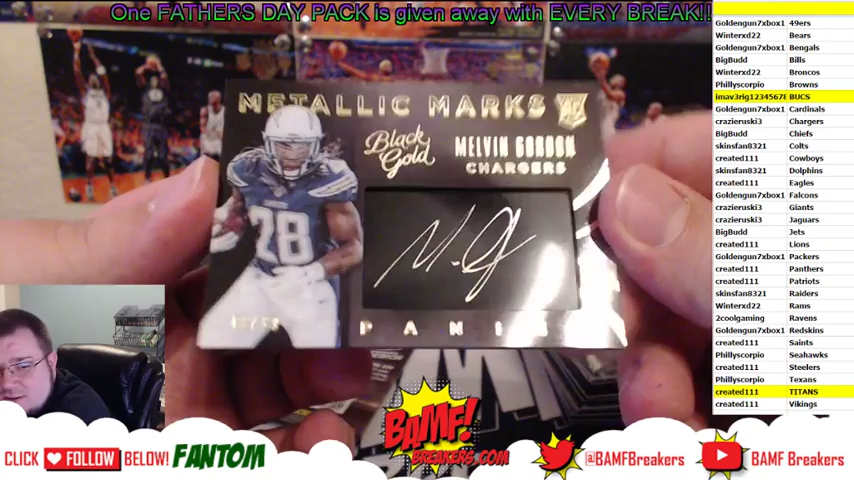 One FATHERS DAY PACK is given away with EVERY BREAK!!
METALLIC MARKS
Black Gold
MELVIN GORDON
CHARGERS
28
M. G
PANI
Goldengun7xbox1 49ers
Winterxd22 Bears
Goldengun7xbox1 Bengals
BigBudd Bills
Winterxd22 Broncos
Phillyscorpio Browns
imav3rig12345678 BUCS
Goldengun7xbox1 Cardinals
crazieruski3 Chargers
BigBudd Chiefs
skinsfan8321 Colts
created111 Cowboys
skinsfan8321 Dolphins
created111 Eagles
Goldengun7xbox1 Falcons
crazieruski3 Giants
crazieruski3 Jaguars
BigBudd Jets
created111 Lions
Goldengun7xbox1 Packers
created111 Panthers
created111 Patriots
skinsfan8321 Raiders
Winterxd22 Rams
2coolgaming Ravens
Goldengun7xbox1 Redskins
created111 Saints
Phillyscorpio Seahawks
created111 Steelers
Phillyscorpio Texans
created111 TITANS
created111 Vikings
CLICK FOLLOW BELOW! FANTOM
BAMF!
BREAKERS.COM
@BAMFBreakers
BAMF Breakers